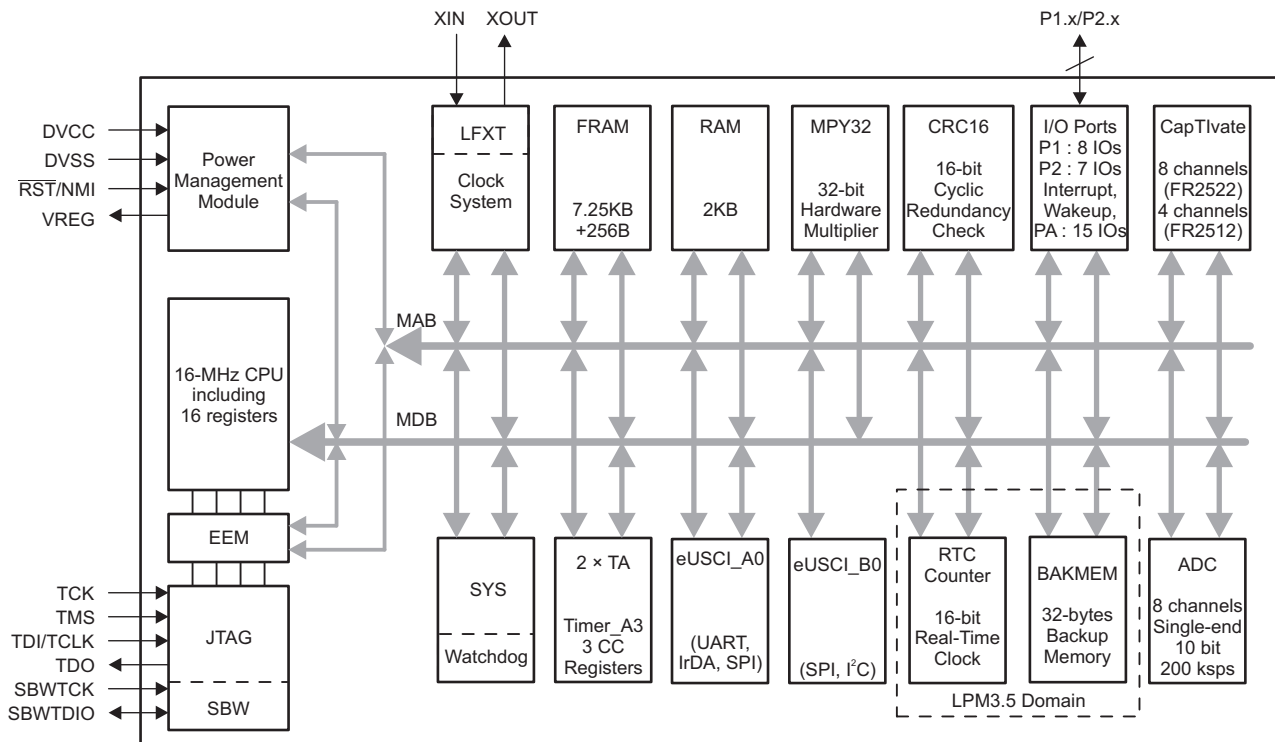 XIN XOUT P1.x/P2.x
DVCC
DVSS
RST/NMI
VREG
Power
Management
Module
LFXT
Clock
System
FRAM
7.25KB
+256B
RAM
2KB
MPY32
32-bit
Hardware
Multiplier
CRC16
16-bit
Cyclic
Redundancy
Check
I/O Ports
P1 : 8 IOs
P2 : 7 IOs
Interrupt,
Wakeup,
PA : 15 IOs
CapTIvate
8 channels
(FR2522)
4 channels
(FR2512)
MAB
16-MHz CPU
including
16 registers
MDB
EEM
TCK
TMS
TDI/TCLK
TDO
SBWTCK
SBWTDIO
JTAG
SBW
SYS
Watchdog
2 × TA
Timer_A3
3 CC
Registers
eUSCI_A0
(UART,
IrDA, SPI)
eUSCI_B0
(SPI, I²C)
RTC
Counter
16-bit
Real-Time
Clock
BAKMEM
32-bytes
Backup
Memory
LPM3.5 Domain
ADC
8 channels
Single-end
10 bit
200 ksps